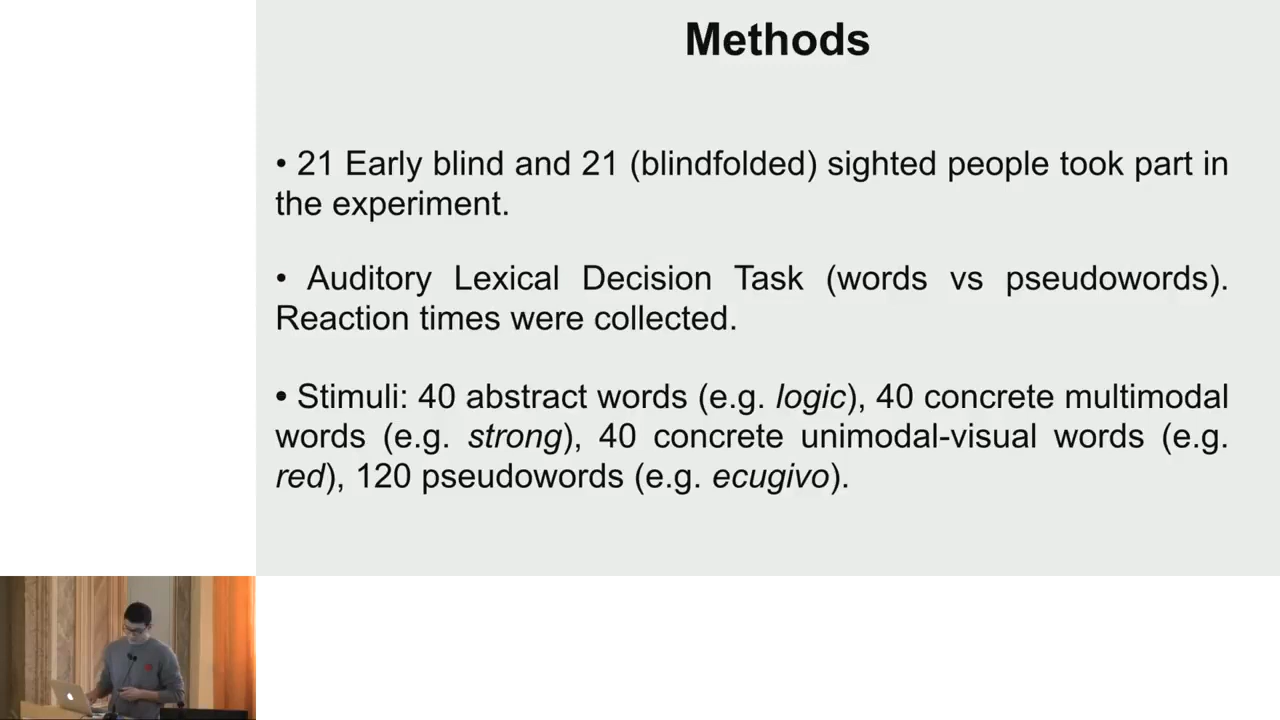 Methods
• 21 Early blind and 21 (blindfolded) sighted people took part in
the experiment.
• Auditory Lexical Decision Task (words vs pseudowords).
Reaction times were collected.
• Stimuli: 40 abstract words (e.g. logic), 40 concrete multimodal
words (e.g. strong), 40 concrete unimodal-visual words (e.g.
red), 120 pseudowords (e.g. ecugivo).